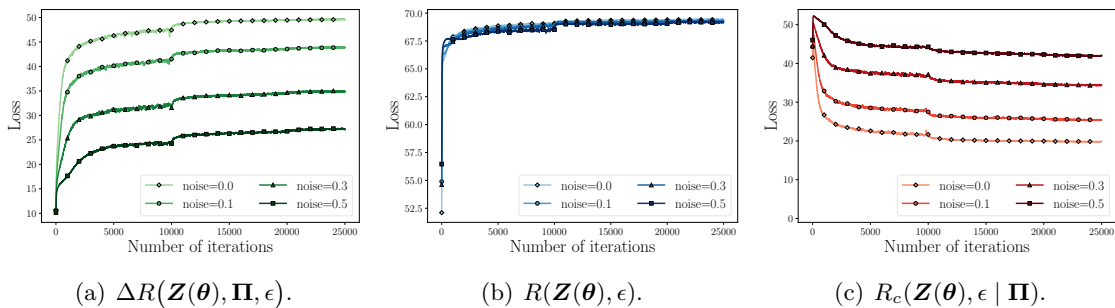 50
45
40
35
30
25
20
15
10
Loss
0 5000 10000 15000 20000 25000
Number of iterations
noise=0.0 noise=0.3
noise=0.1 noise=0.5
(a) ΔR(Z(θ), Π, ϵ).
70.0
67.5
65.0
62.5
60.0
57.5
55.0
52.5
Loss
0 5000 10000 15000 20000 25000
Number of iterations
noise=0.0 noise=0.3
noise=0.1 noise=0.5
(b) R(Z(θ), ϵ).
50
40
30
20
10
0
Loss
0 5000 10000 15000 20000 25000
Number of iterations
noise=0.0 noise=0.3
noise=0.1 noise=0.5
(c) R_c(Z(θ), ϵ | Π).